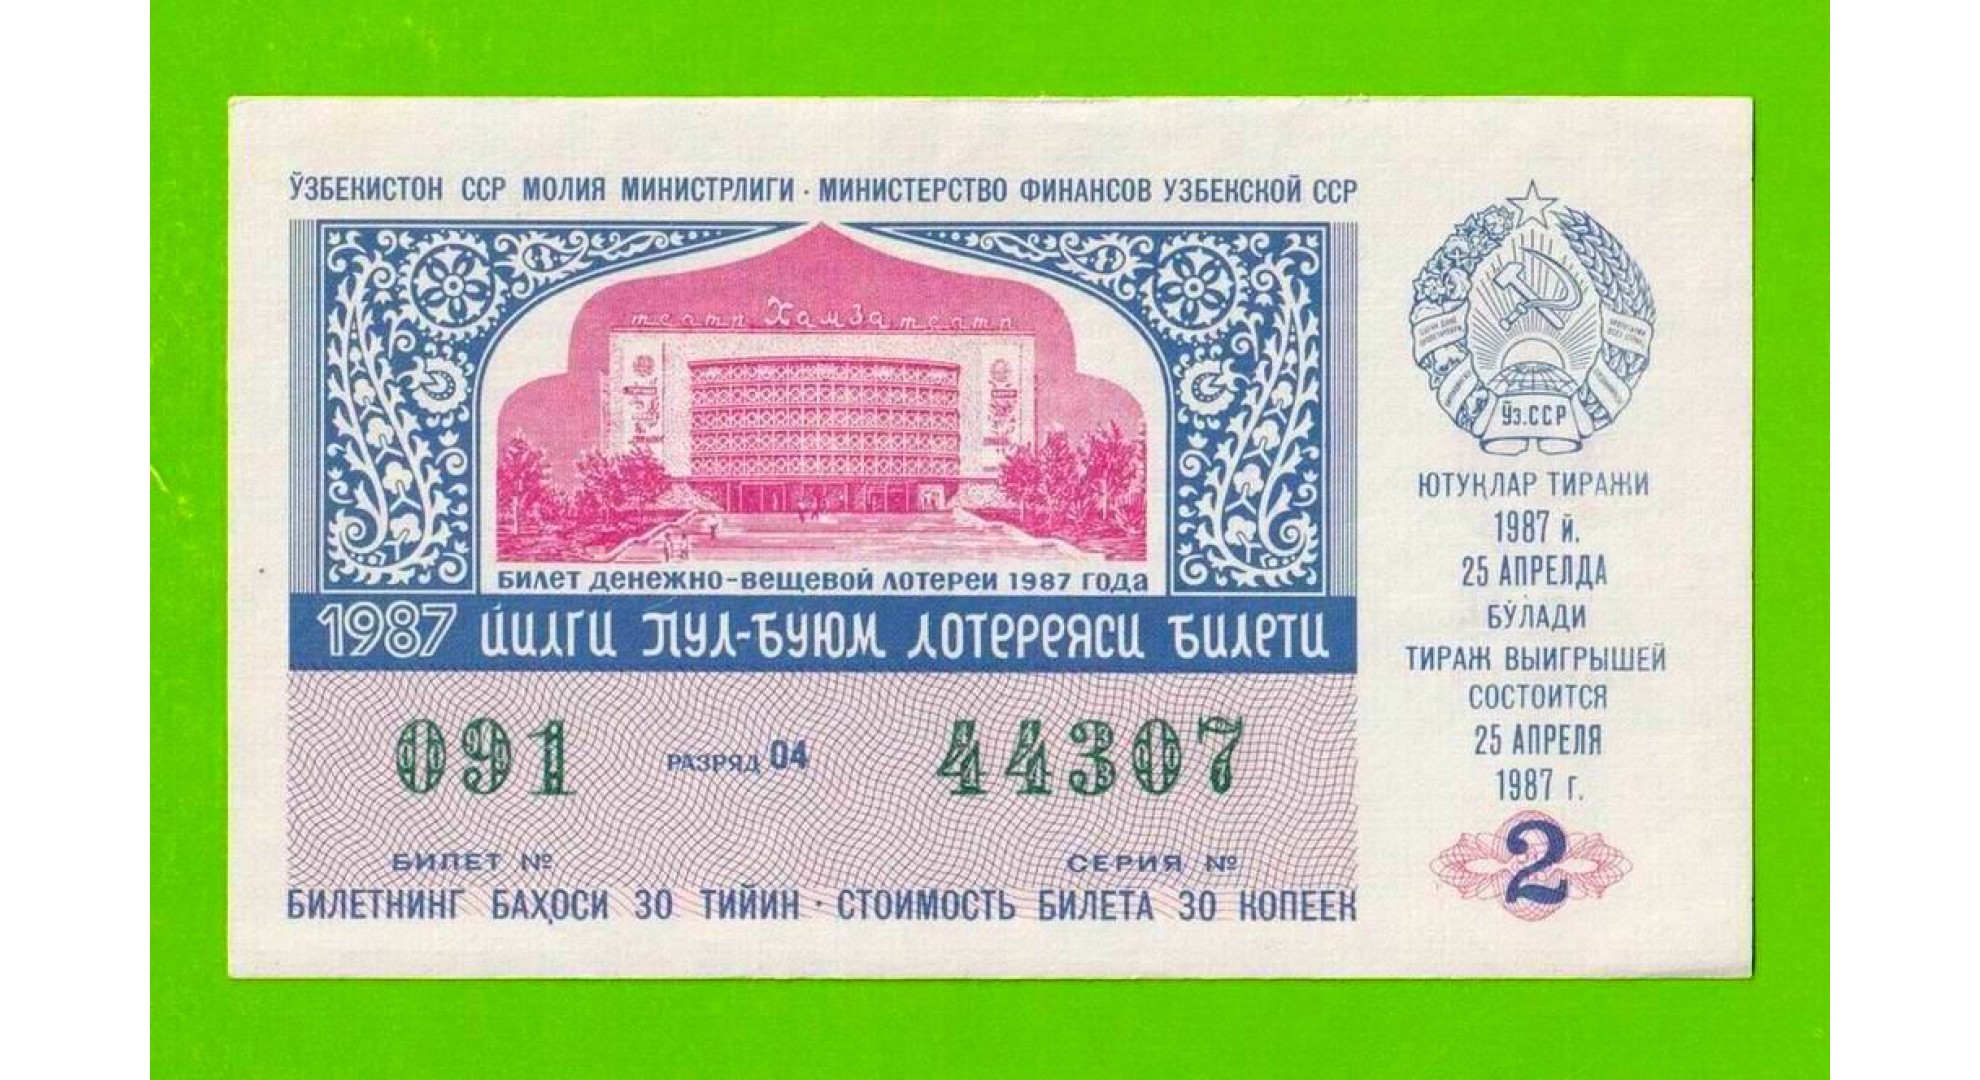 ЎЗБЕКИСТОН ССР МОЛИЯ МИНИСТРЛИГИ · МИНИСТЕРСТВО ФИНАНСОВ УЗБЕКСКОЙ ССР
театр Хамза театр
БИЛЕТ ДЕНЕЖНО-ВЕЩЕВОЙ ЛОТЕРЕИ 1987 ГОДА
1987 ЙИЛГИ ПУЛ-БУЮМ ЛОТЕРЕЯСИ БИЛЕТИ
091 РАЗРЯД 04 44307
БИЛЕТ № СЕРИЯ №
БИЛЕТНИНГ БАҲОСИ 30 ТИЙИН · СТОИМОСТЬ БИЛЕТА 30 КОПЕЕК
Ўз.ССР
ЮТУҚЛАР ТИРАЖИ
1987 й.
25 АПРЕЛДА
БЎЛАДИ
ТИРАЖ ВЫИГРЫШЕЙ
СОСТОИТСЯ
25 АПРЕЛЯ
1987 г.
2